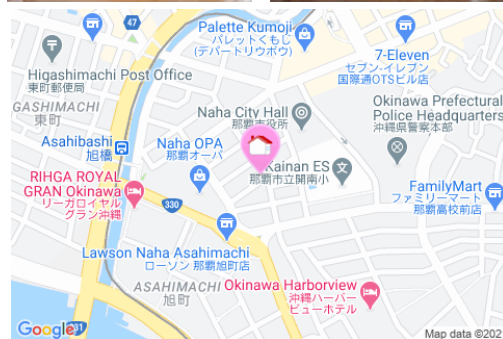 Palette Kumoji
パレットくもじ
(デパートリウボウ)
7-Eleven
セブン-イレブン
国際通OTSビル店
Higashimachi Post Office
東町郵便局
Naha City Hall
那覇市役所
Okinawa Prefectural
Police Headquarters
沖縄県警察本部
GASHIMACHI
東町
Asahibashi
旭橋
Naha OPA
那覇オーパ
Kainan ES
那覇市立開南小
RIHGA ROYAL
GRAN Okinawa
リーガロイヤル
グラン沖縄
330
FamilyMart
ファミリーマート
那覇高校前店
Lawson Naha Asahimachi
ローソン 那覇旭町店
ASAHIMACHI
旭町
Okinawa Harborview
沖縄ハーバー
ビューホテル
Google
Map data ©202